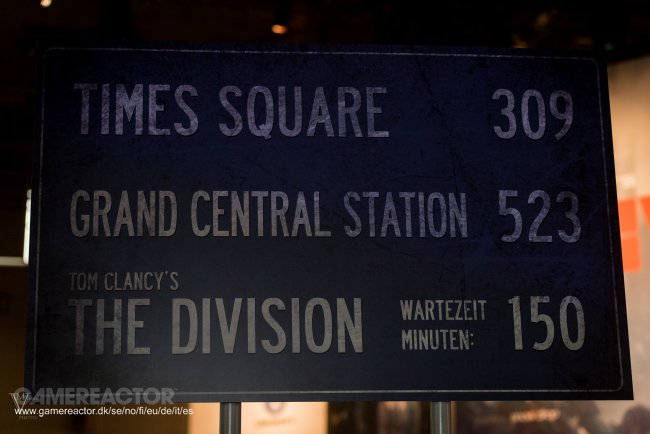 TIMES SQUARE 309
GRAND CENTRAL STATION 523
TOM CLANCY'S
THE DIVISION WARTEZEIT MINUTEN: 150
GAMEREACTOR
www.gamereactor.dk/se/no/fi/eu/de/it/es